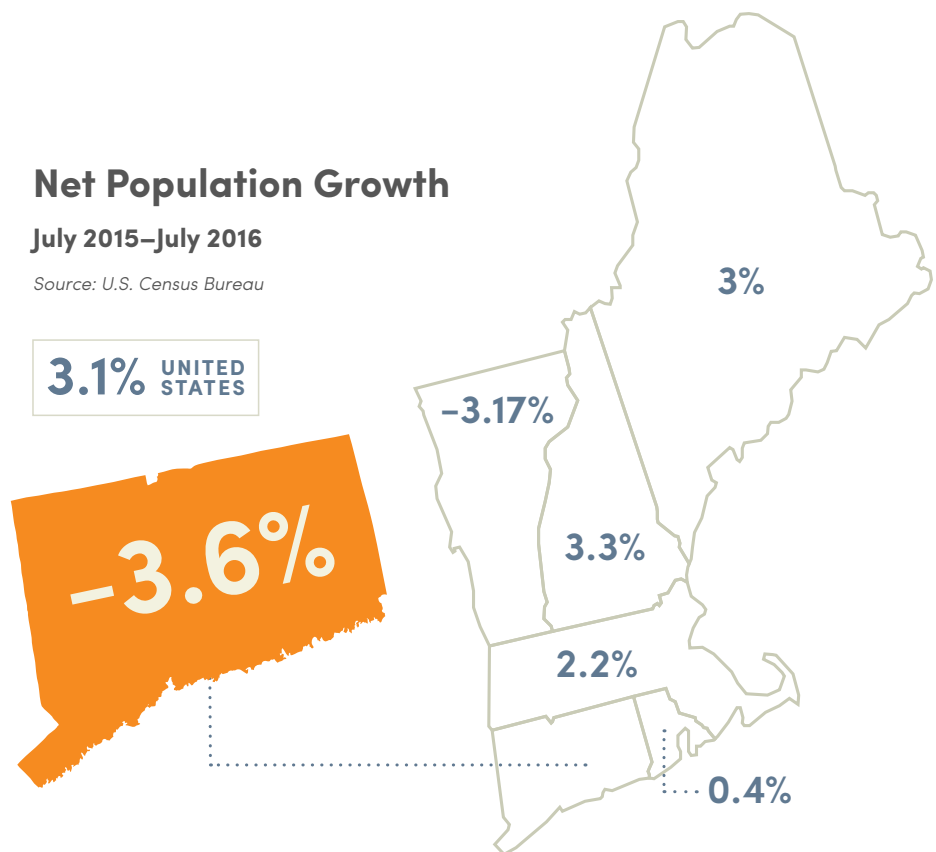 Net Population Growth
July 2015–July 2016
Source: U.S. Census Bureau
3.1% UNITED
STATES
–3.6%
3%
–3.17%
3.3%
2.2%
0.4%